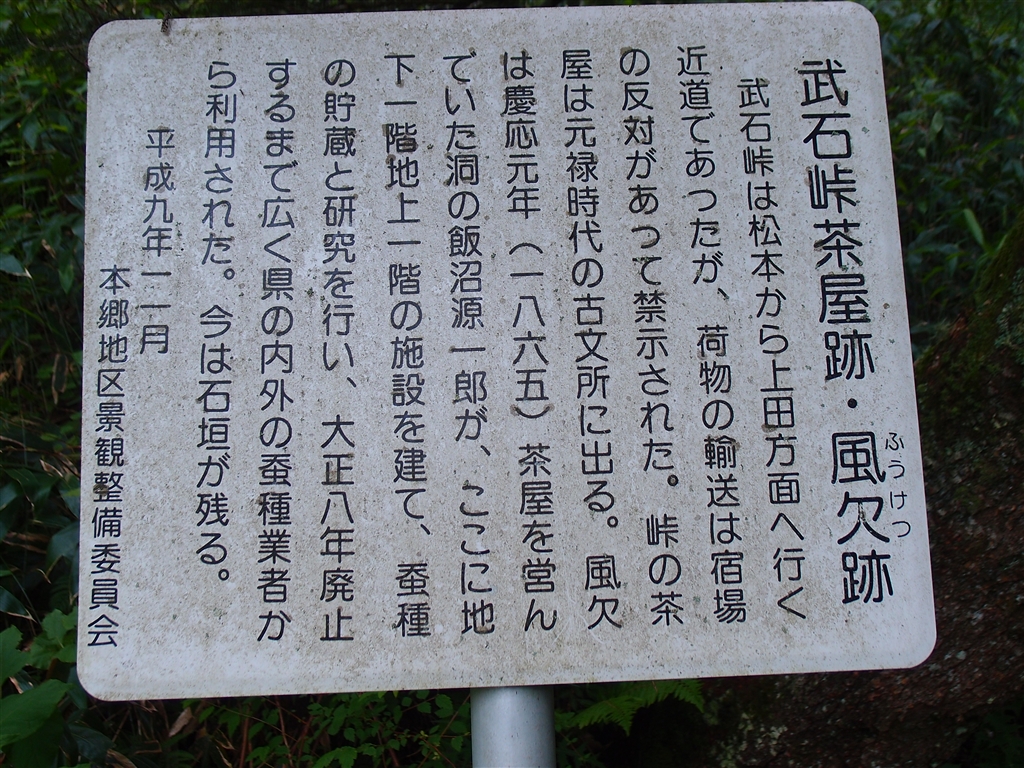 武石峠茶屋跡・風欠跡
ふうけつ
武石峠は松本から上田方面へ行く
近道であったが、荷物の輸送は宿場
の反対があって禁示された。峠の茶
屋は元禄時代の古文所に出る。風欠
は慶応元年（一八六五）茶屋を営ん
でいた洞の飯沼源一郎が、ここに地
下一階地上一階の施設を建て、蚕種
の貯蔵と研究を行い、大正八年廃止
するまで広く県の内外の蚕種業者か
ら利用された。今は石垣が残る。
平成九年一一月
本郷地区景観整備委員会